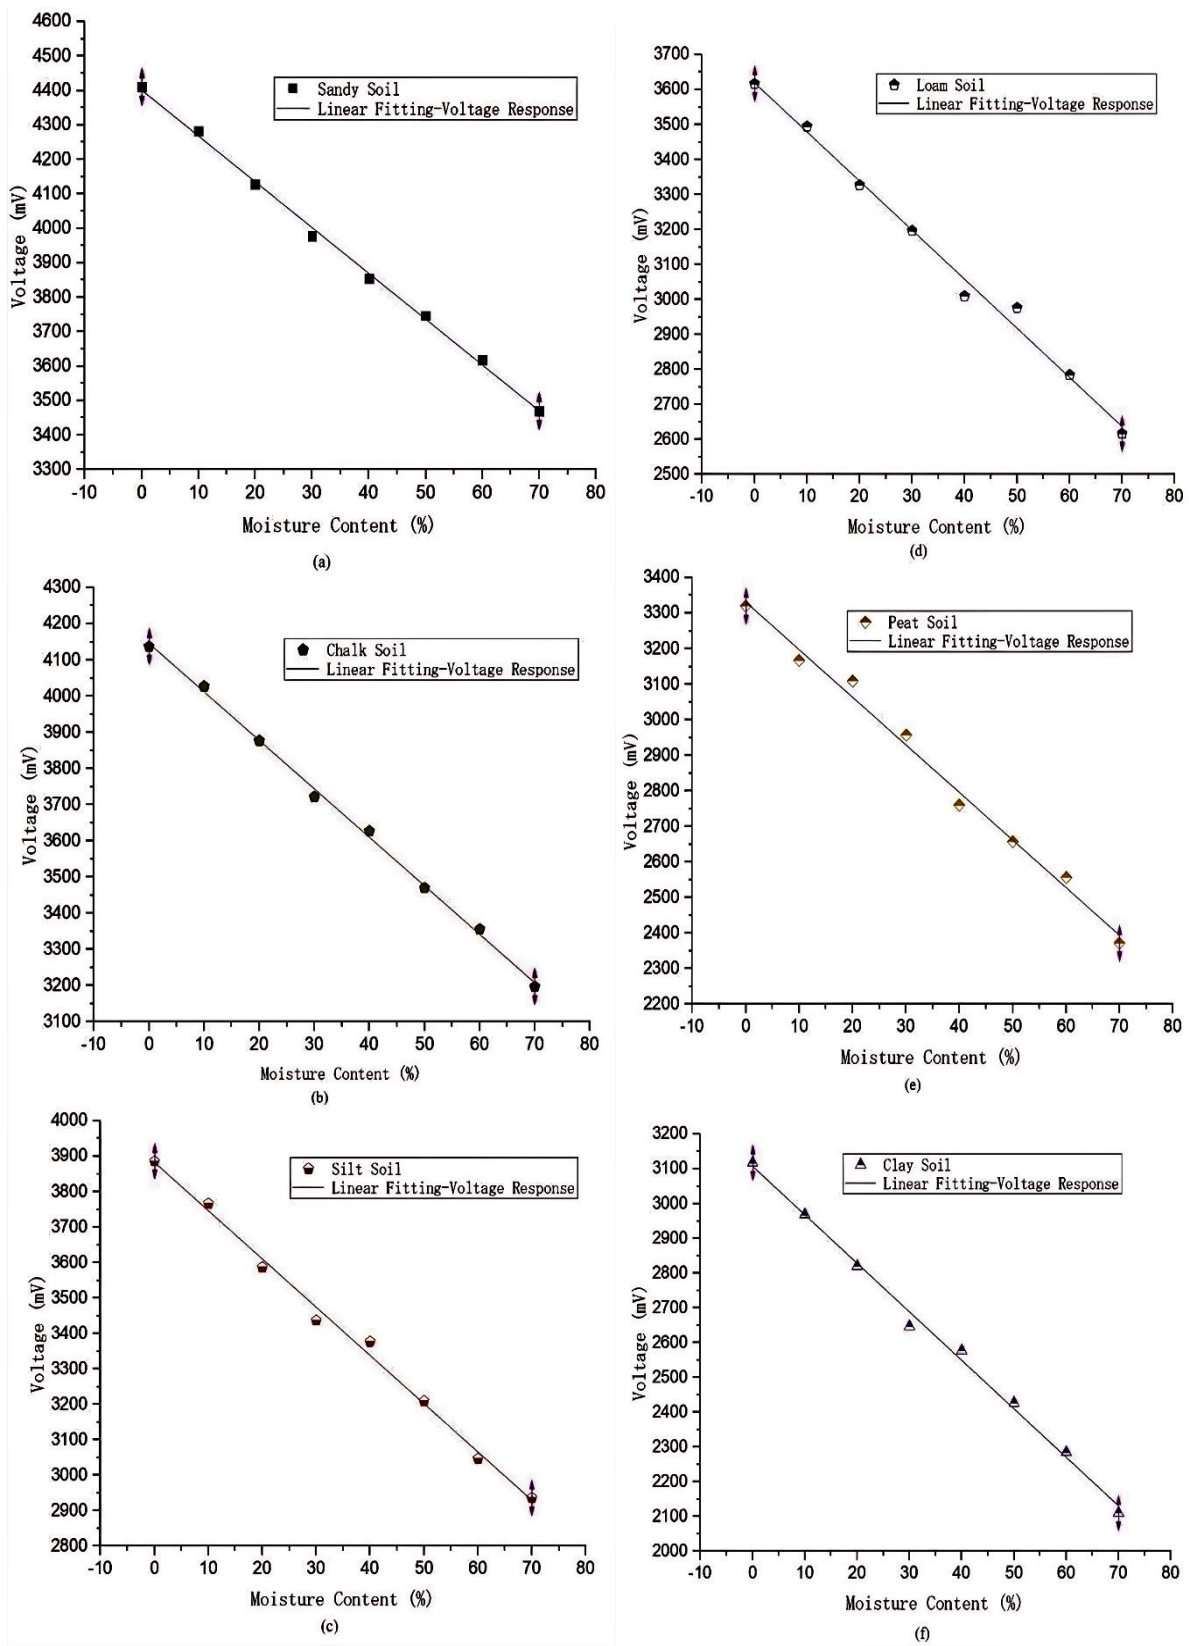 4600
4500
4400
4300
4200
4100
4000
3900
3800
3700
3600
3500
3400
3300
Voltage (mV)
Sandy Soil
Linear Fitting-Voltage Response
-10 0 10 20 30 40 50 60 70 80
Moisture Content (%)
(a)
3700
3600
3500
3400
3300
3200
3100
3000
2900
2800
2700
2600
2500
Voltage (mV)
Loam Soil
Linear Fitting-Voltage Response
-10 0 10 20 30 40 50 60 70 80
Moisture Content (%)
(d)
4300
4200
4100
4000
3900
3800
3700
3600
3500
3400
3300
3200
3100
Voltage (mV)
Chalk Soil
Linear Fitting-Voltage Response
-10 0 10 20 30 40 50 60 70 80
Moisture Content (%)
(b)
3400
3300
3200
3100
3000
2900
2800
2700
2600
2500
2400
2300
2200
Voltage (mV)
Peat Soil
Linear Fitting-Voltage Response
-10 0 10 20 30 40 50 60 70 80
Moisture Content (%)
(e)
4000
3900
3800
3700
3600
3500
3400
3300
3200
3100
3000
2900
2800
Voltage (mV)
Silt Soil
Linear Fitting-Voltage Response
-10 0 10 20 30 40 50 60 70 80
Moisture Content (%)
(c)
3200
3100
3000
2900
2800
2700
2600
2500
2400
2300
2200
2100
2000
Voltage (mV)
Clay Soil
Linear Fitting-Voltage Response
-10 0 10 20 30 40 50 60 70 80
Moisture Content (%)
(f)